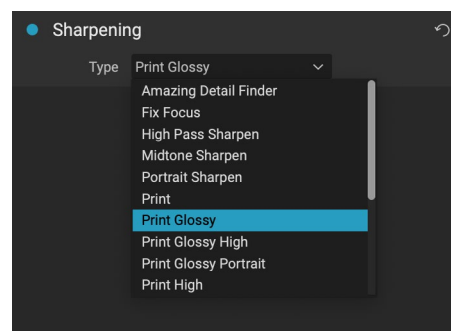 Sharpening
Type Print Glossy
Amazing Detail Finder
Fix Focus
High Pass Sharpen
Midtone Sharpen
Portrait Sharpen
Print
Print Glossy
Print Glossy High
Print Glossy Portrait
Print High